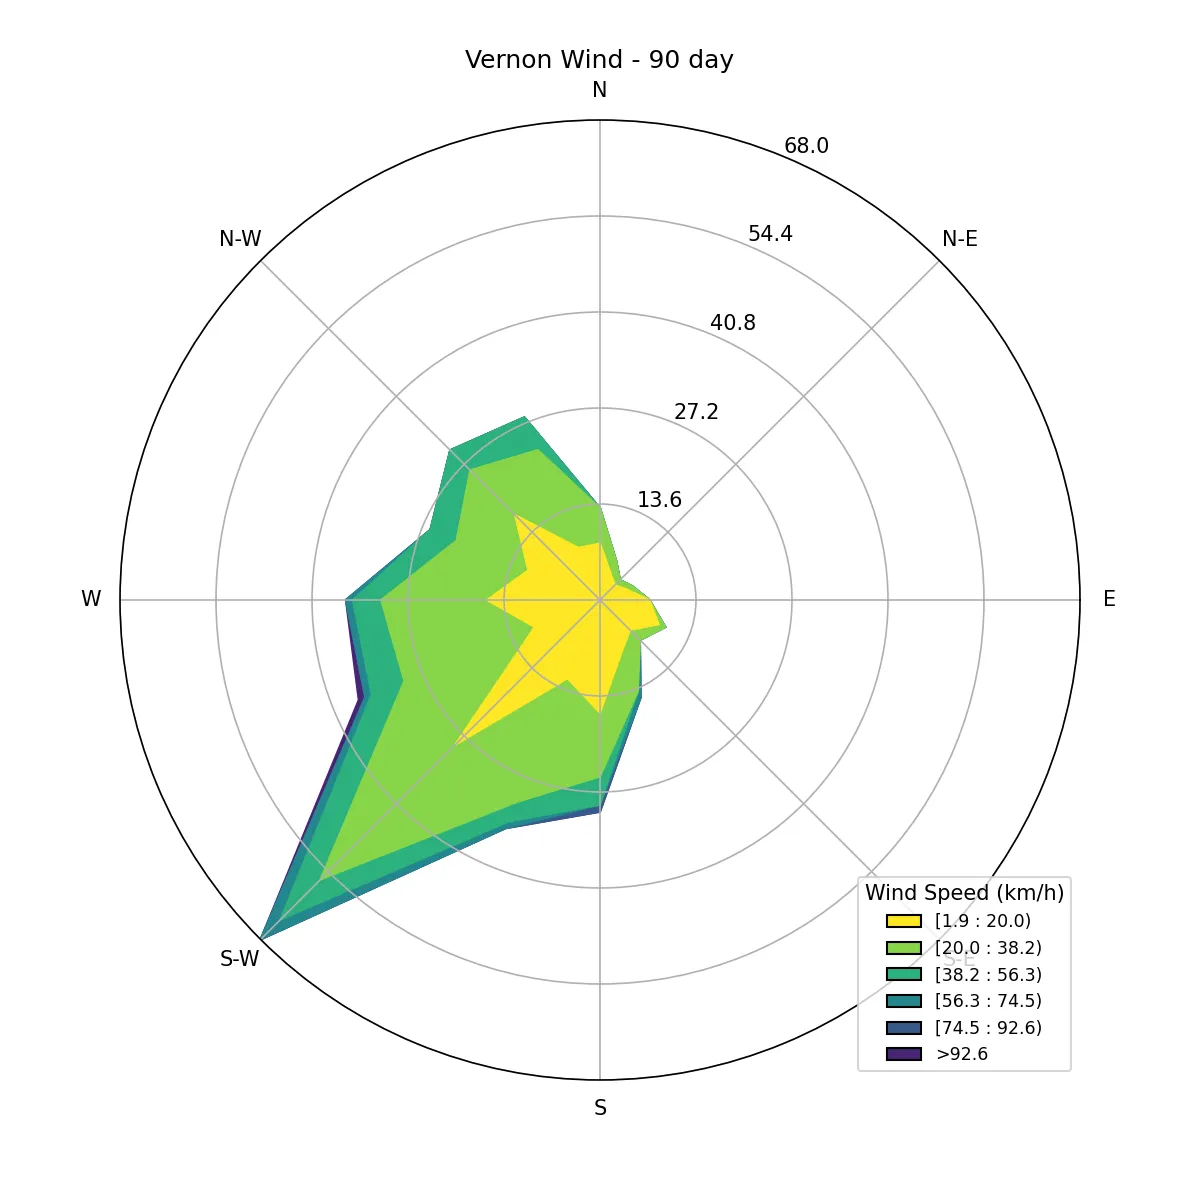 Vernon Wind - 90 day
N
68.0
N-W
54.4
N-E
40.8
27.2
13.6
W
E
S-W
S-E
S
Wind Speed (km/h)
[1.9 : 20.0)
[20.0 : 38.2)
[38.2 : 56.3)
[56.3 : 74.5)
[74.5 : 92.6)
>92.6